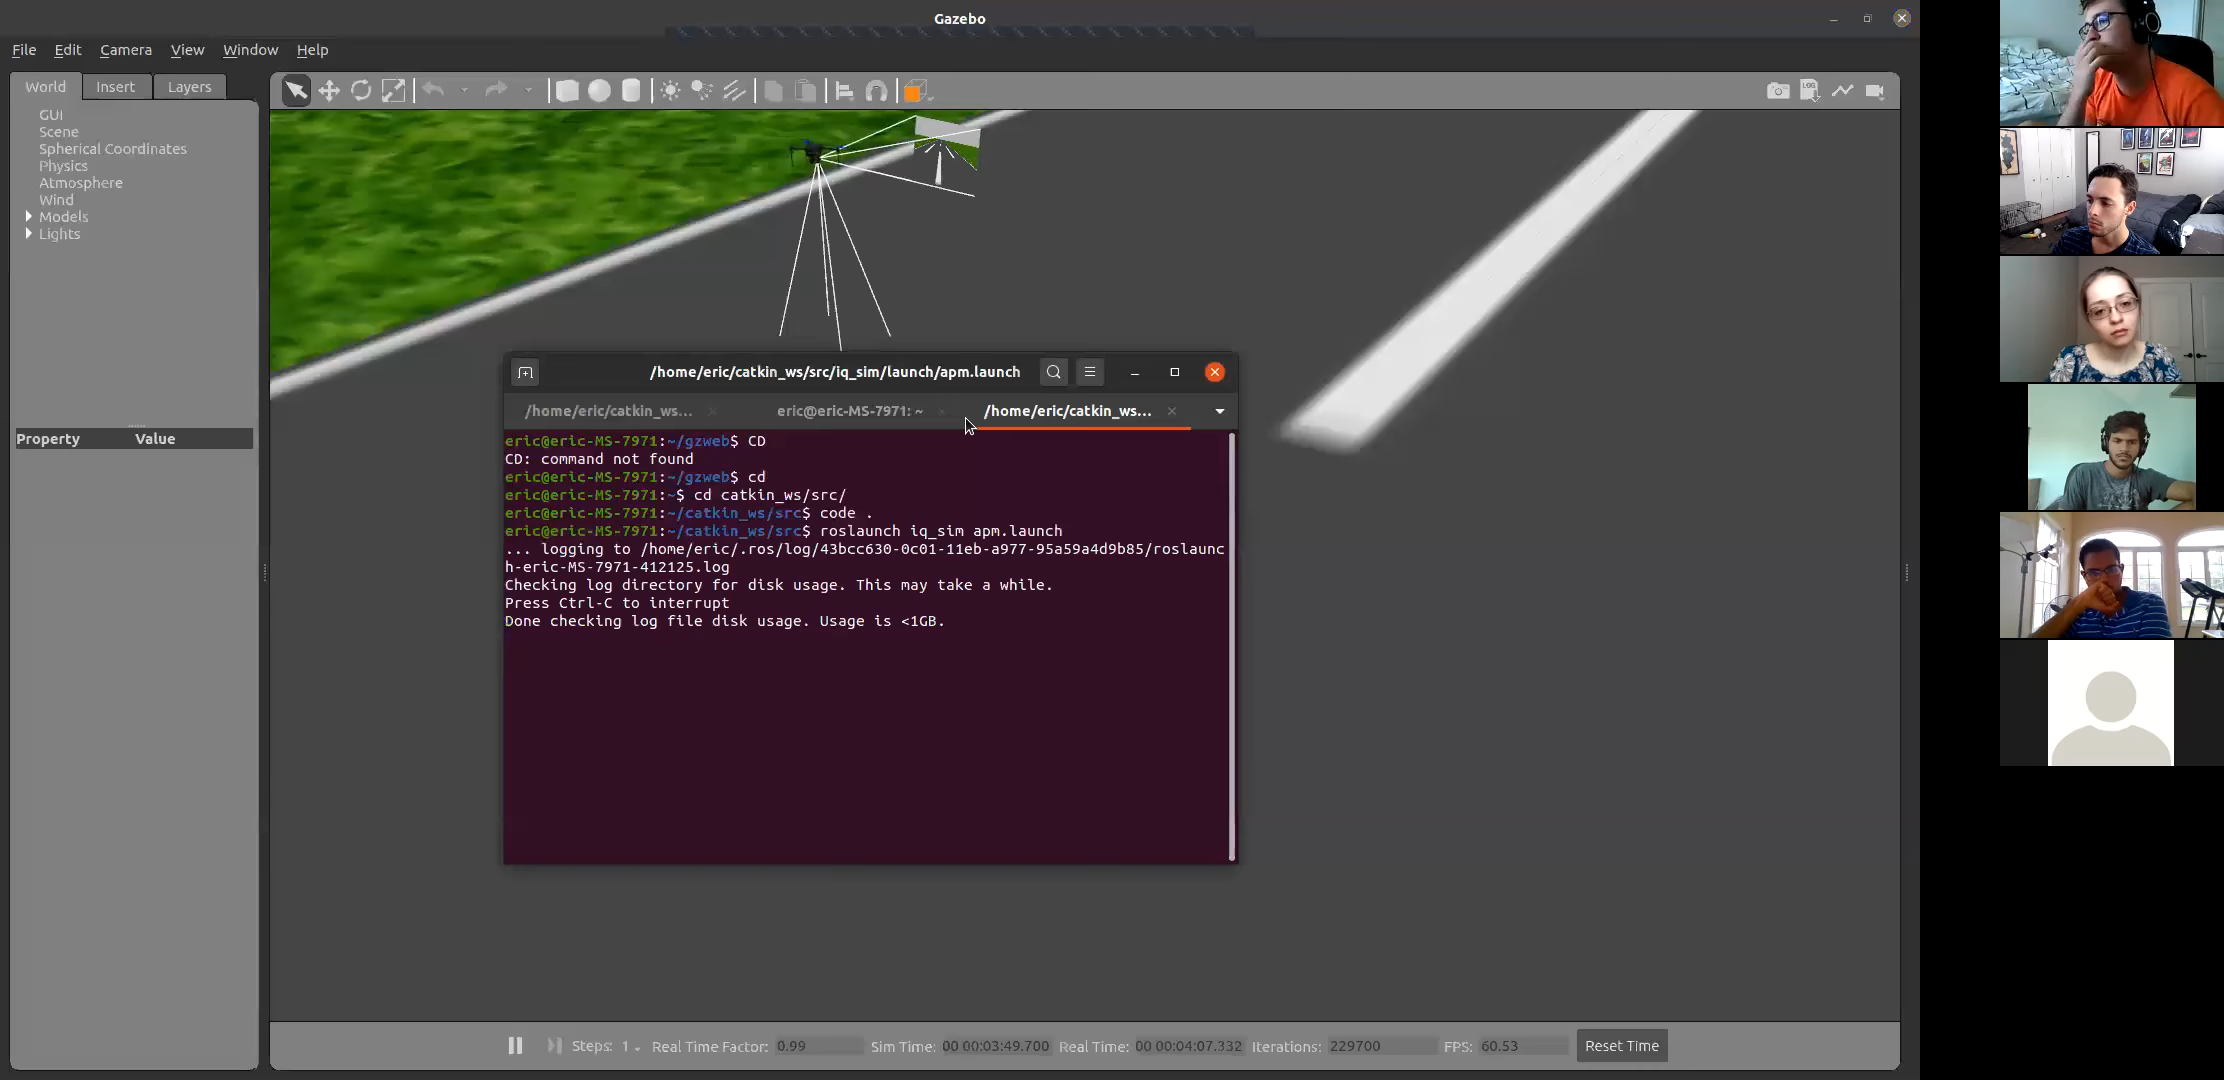 Gazebo
File Edit Camera View Window Help
World Insert Layers
GUI
Scene
Spherical Coordinates
Physics
Atmosphere
Wind
Models
Lights
Property Value
LOG
/home/eric/catkin_ws/src/iq_sim/launch/apm.launch
/home/eric/catkin_ws... eric@eric-MS-7971: ~ /home/eric/catkin_ws...
eric@eric-MS-7971:~/gzweb$ CD
CD: command not found
eric@eric-MS-7971:~/gzweb$ cd
eric@eric-MS-7971:~$ cd catkin_ws/src/
eric@eric-MS-7971:~/catkin_ws/src$ code .
eric@eric-MS-7971:~/catkin_ws/src$ roslaunch iq_sim apm.launch
... logging to /home/eric/.ros/log/43bcc630-0c01-11eb-a977-95a59a4d9b85/roslaunc
h-eric-MS-7971-412125.log
Checking log directory for disk usage. This may take a while.
Press Ctrl-C to interrupt
Done checking log file disk usage. Usage is <1GB.
Steps: 1 Real Time Factor: 0.99 Sim Time: 00 00:03:49.700 Real Time: 00 00:04:07.332 Iterations: 229700 FPS: 60.53 Reset Time